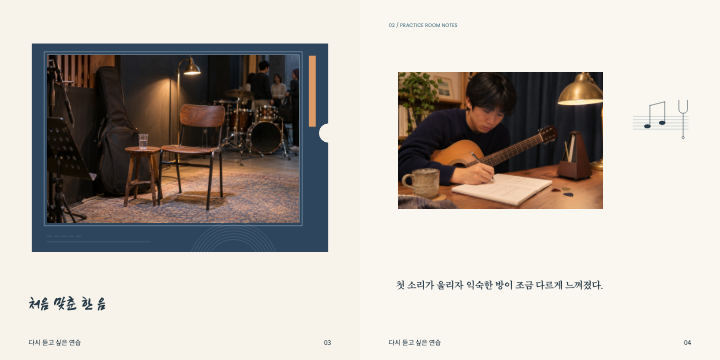 처음 맞춘 한 음
다시 듣고 싶은 연습
03
02 / PRACTICE ROOM NOTES
첫 소리가 울리자 익숙한 방이 조금 다르게 느껴졌다.
다시 듣고 싶은 연습
04